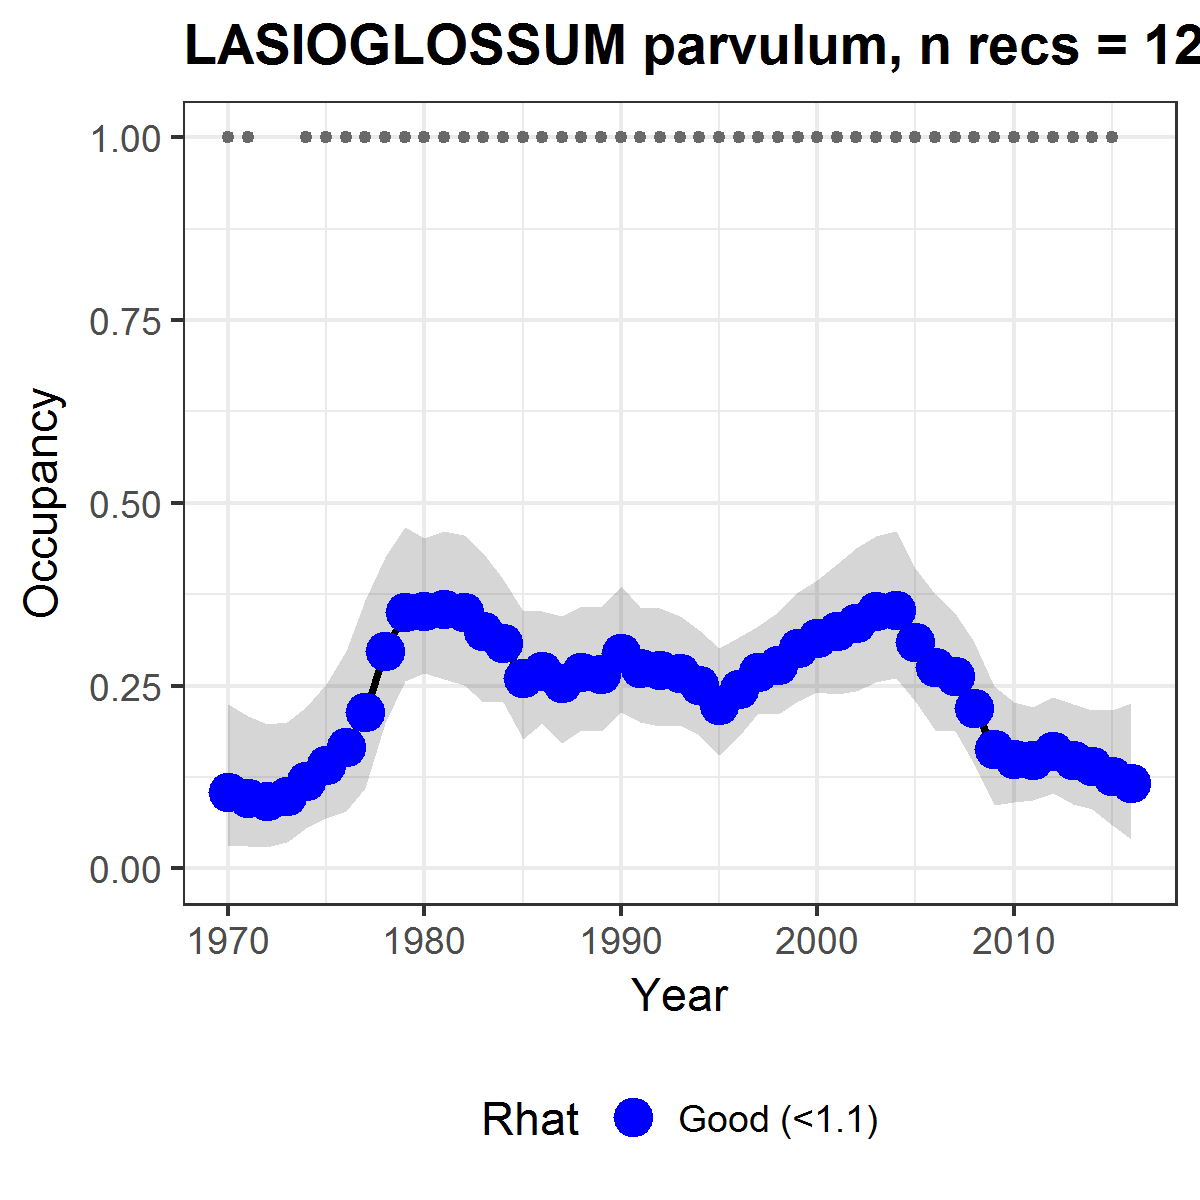 LASIOGLOSSUM parvulum, n recs = 12
1.00
0.75
0.50
0.25
0.00
Occupancy
1970 1980 1990 2000 2010
Year
Rhat Good (<1.1)